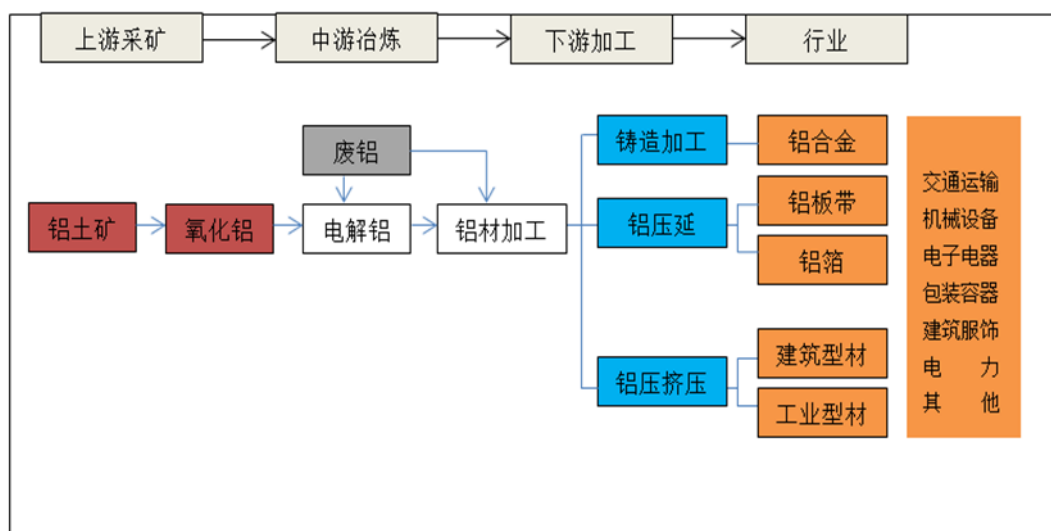 上游采矿
中游冶炼
下游加工
行业
废铝
铸造加工
铝合金
铝土矿
氧化铝
电解铝
铝材加工
铝压延
铝板带
铝箔
铝压挤压
建筑型材
工业型材
交通运输
机械设备
电子电器
包装容器
建筑服饰
电 力
其 他